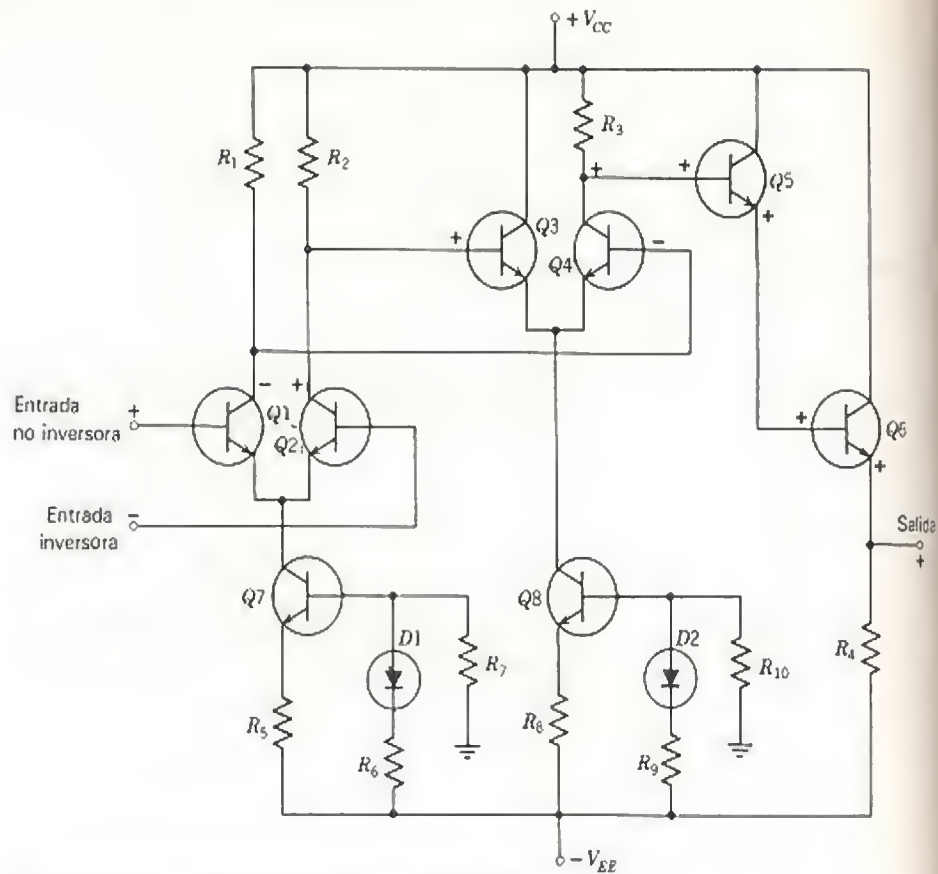 + V_CC
R_3
R_1
R_2
+
+
Q5
+
+
Q3
Q4
-
Entrada
no inversora
+
-
+
Q1
Q2
+
Q6
+
Entrada
inversora
-
Salida
+
Q7
Q8
D1
R_7
D2
R_10
R_4
R_5
R_6
R_8
R_9
- V_EE